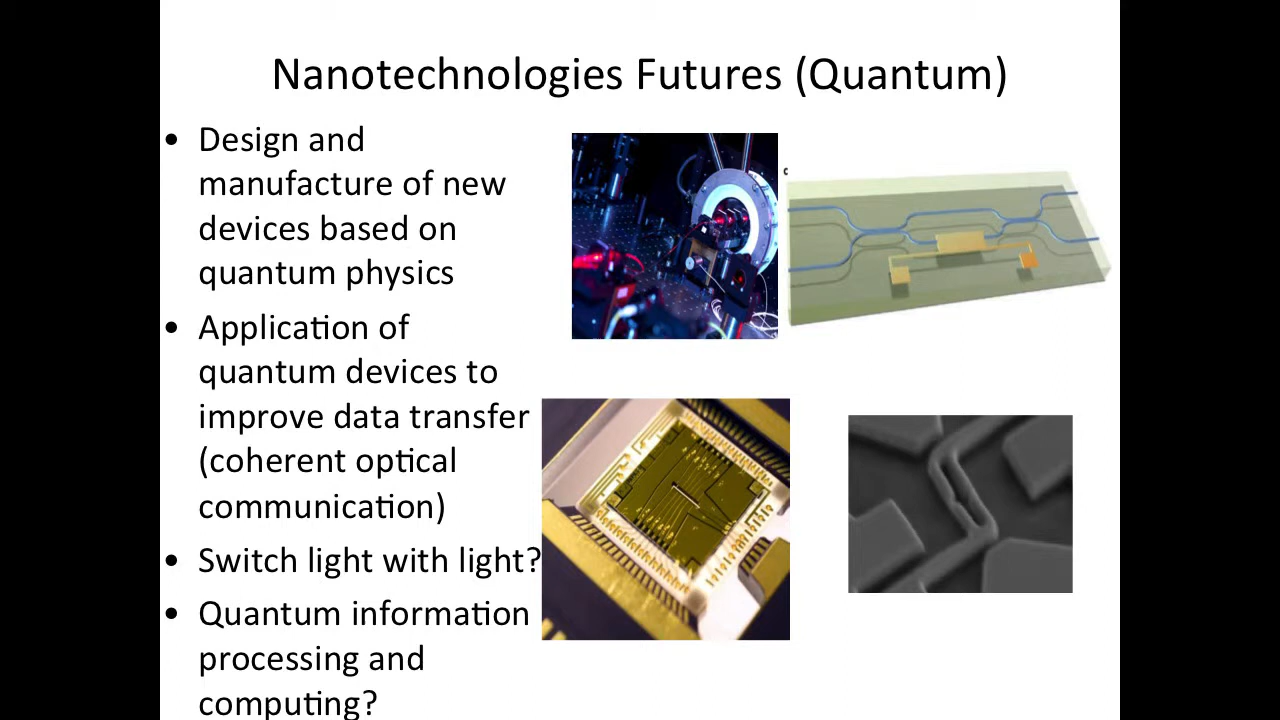 Nanotechnologies Futures (Quantum)
• Design and
manufacture of new
devices based on
quantum physics
• Application of
quantum devices to
improve data transfer
(coherent optical
communication)
• Switch light with light?
• Quantum information
processing and
computing?